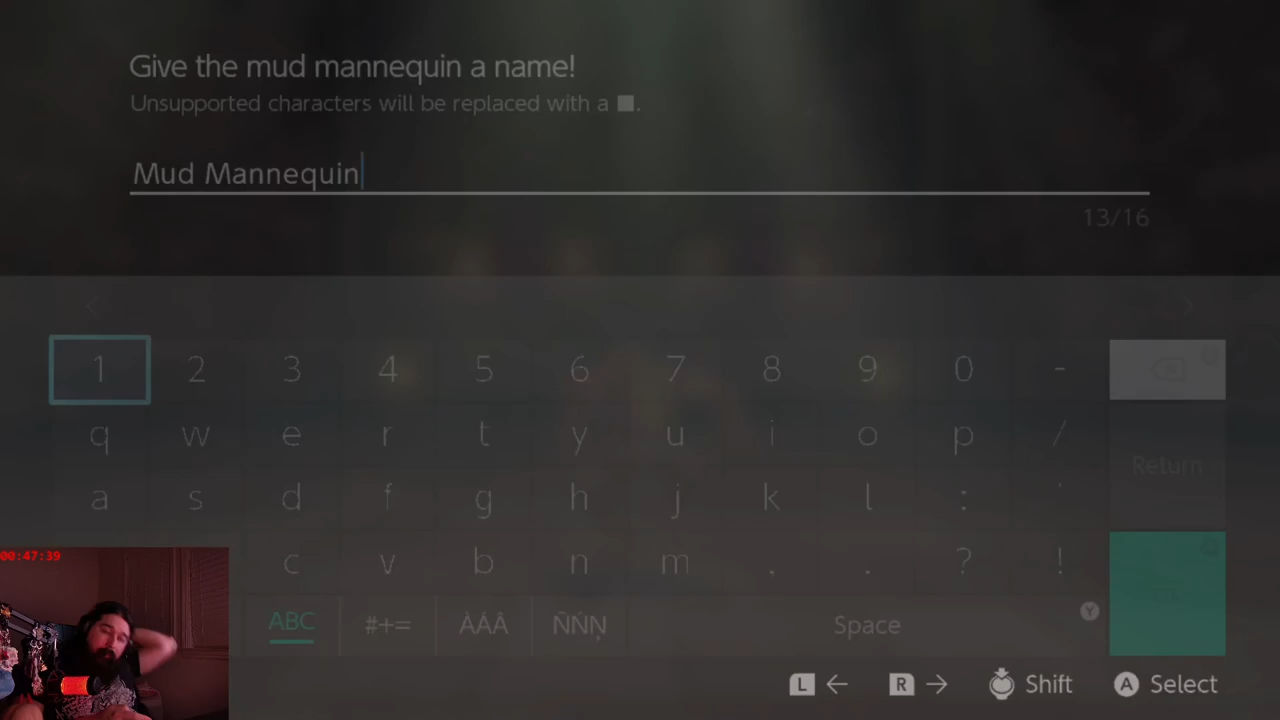 Give the mud mannequin a name!
Unsupported characters will be replaced with a ■.
Mud Mannequin
13/16
1 2 3 4 5 6 7 8 9 0 -
q w e r t y u i o p /
Return
a s d f g h j k l : '
00:47:39
c v b n m , . ? !
ABC #+= ÀÁÂ ÑŃŅ Space Y
L ← R → Shift A Select